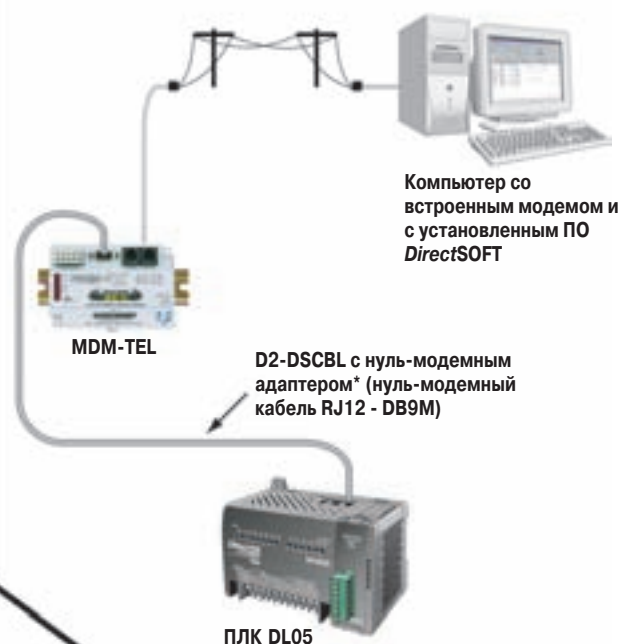 Компьютер со
встроенным модемом и
с установленным ПО
DirectSOFT
MDM-TEL
D2-DSCBL с нуль-модемным
адаптером* (нуль-модемный
кабель RJ12 - DB9M)
ПЛК DL05